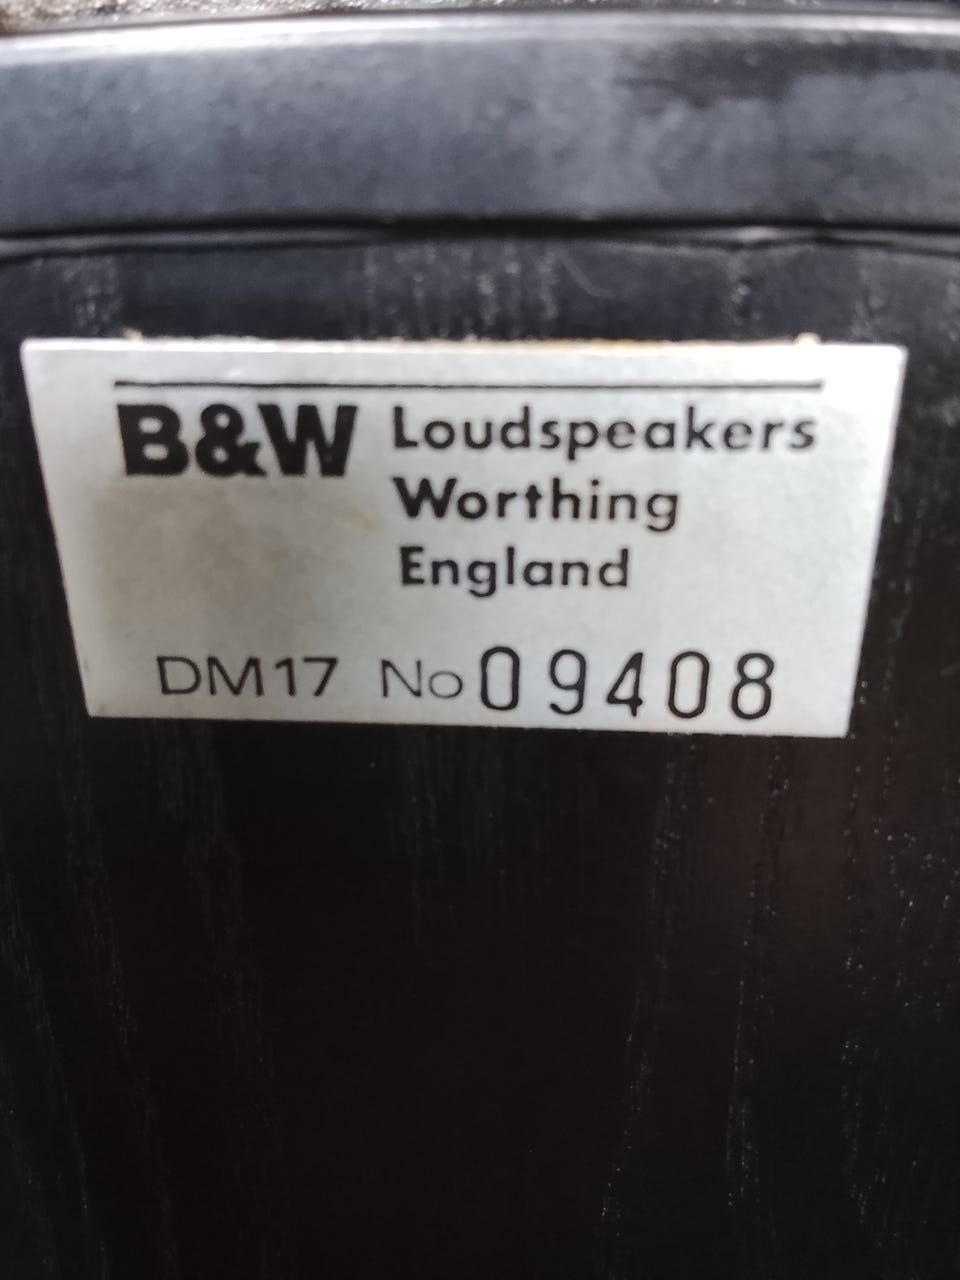 B&W Loudspeakers
Worthing
England
DM17 No 09408